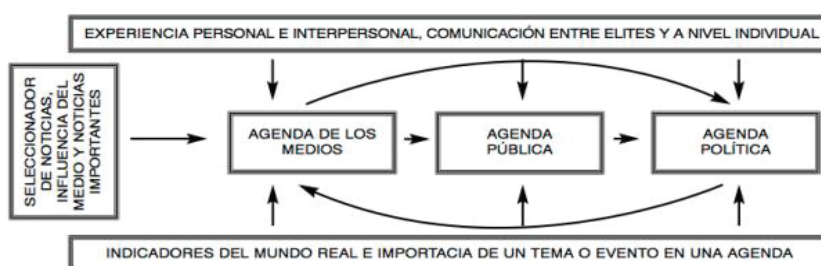 EXPERIENCIA PERSONAL E INTERPERSONAL, COMUNICACIÓN ENTRE ELITES Y A NIVEL INDIVIDUAL
SELECCIONADOR
DE NOTICIAS,
INFLUENCIA DEL
MEDIO Y NOTICIAS
IMPORTANTES
AGENDA DE LOS
MEDIOS
AGENDA
PÚBLICA
AGENDA
POLÍTICA
INDICADORES DEL MUNDO REAL E IMPORTACIA DE UN TEMA O EVENTO EN UNA AGENDA